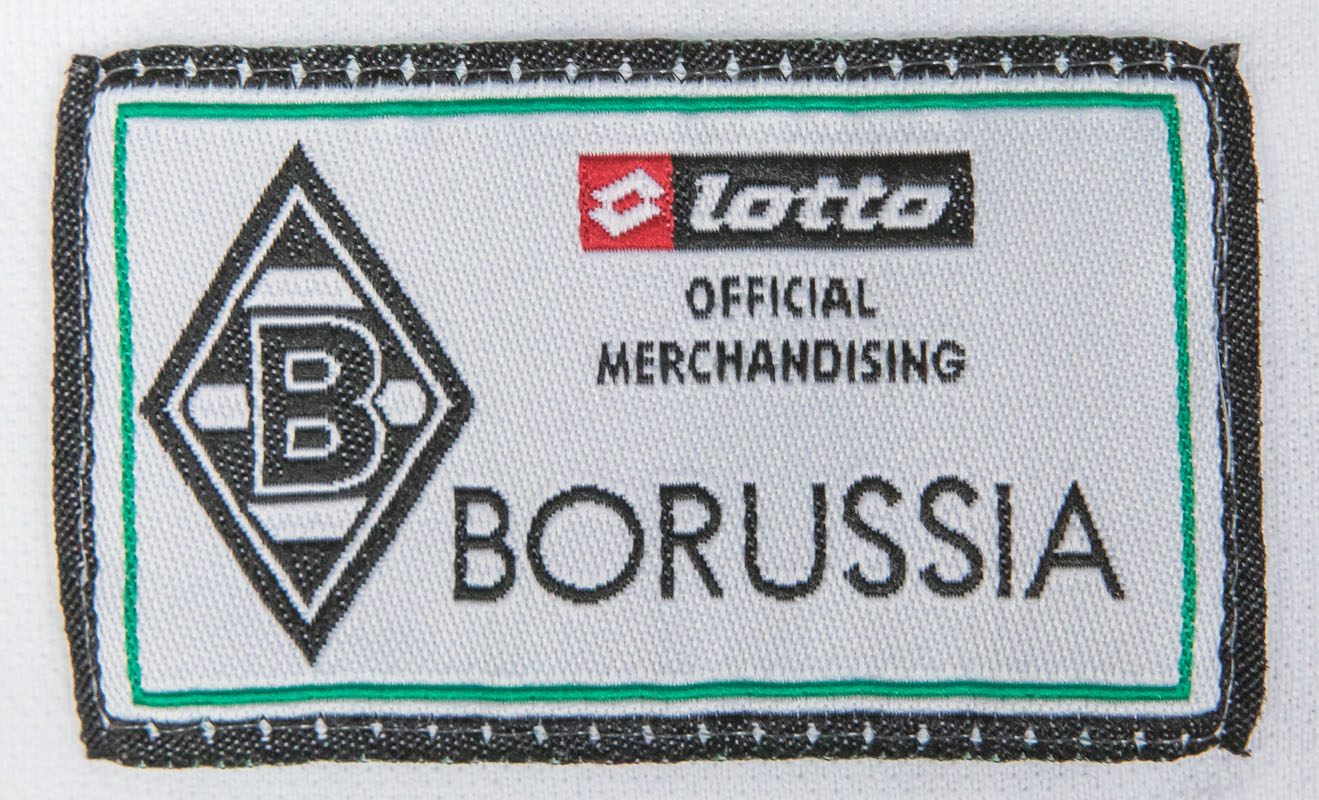 B
lotto
OFFICIAL
MERCHANDISING
BORUSSIA